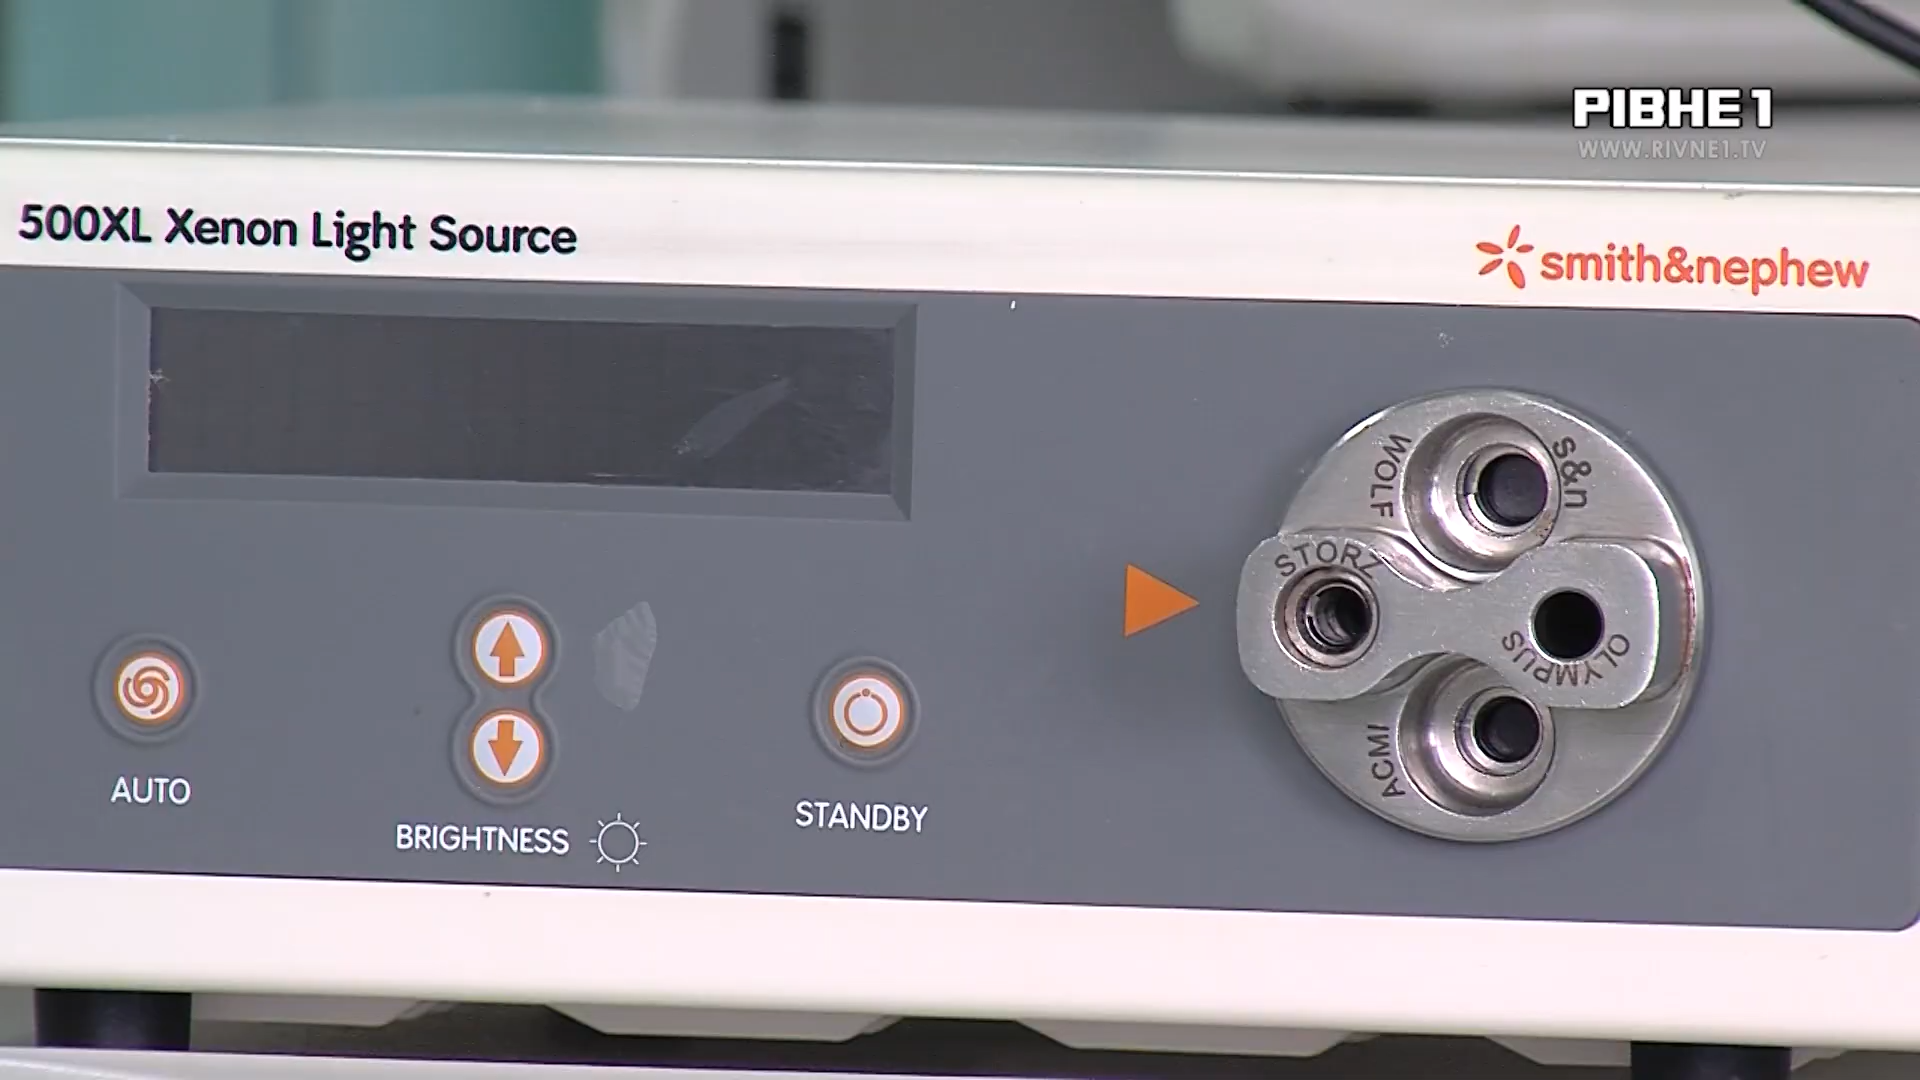 РІВНЕ 1
WWW.RIVNE1.TV
500XL Xenon Light Source
smith&nephew
WOLF
s&n
STORZ
OLYMPUS
ACMI
AUTO
BRIGHTNESS
STANDBY